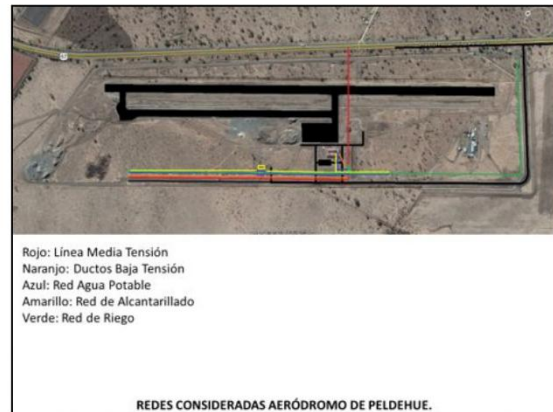 Rojo: Línea Media Tensión
Naranjo: Ductos Baja Tensión
Azul: Red Agua Potable
Amarillo: Red de Alcantarillado
Verde: Red de Riego
REDES CONSIDERADAS AERÓDROMO DE PELDEHUE.